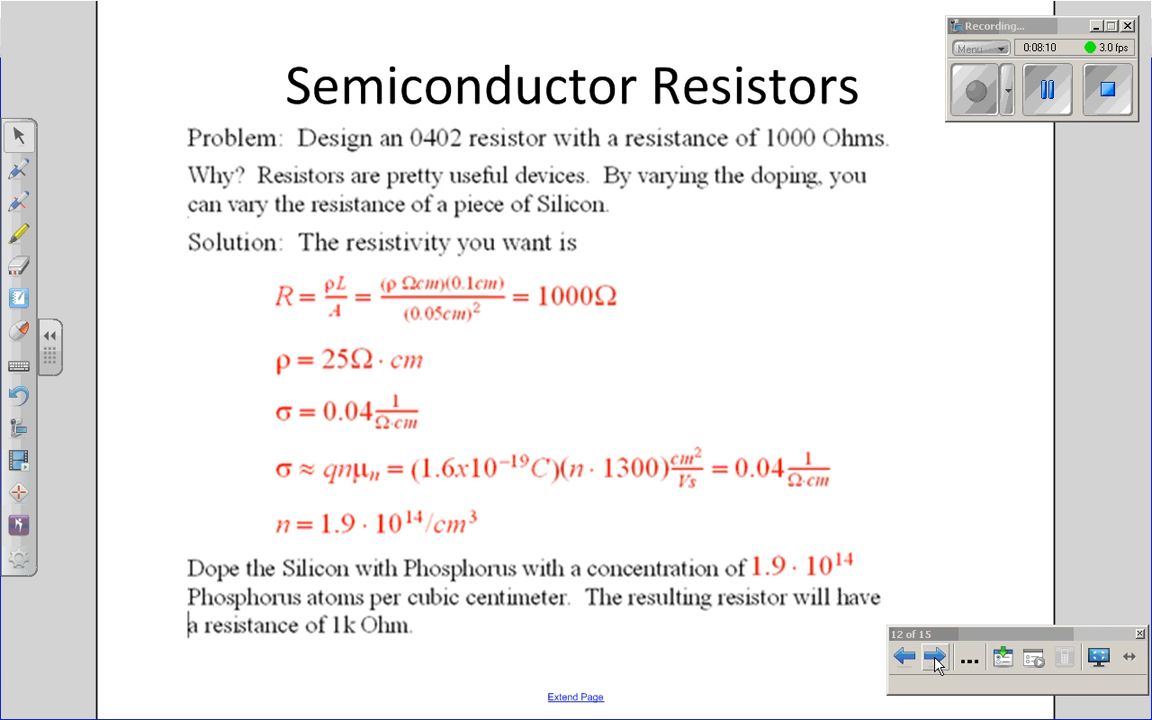 Recording...
Menu
0:08:10
3.0 fps
Semiconductor Resistors
Problem: Design an 0402 resistor with a resistance of 1000 Ohms.
Why? Resistors are pretty useful devices. By varying the doping, you
can vary the resistance of a piece of Silicon.
Solution: The resistivity you want is
R = ρL/A = (ρ Ωcm)(0.1cm)/(0.05cm)² = 1000Ω
ρ = 25Ω · cm
σ = 0.04 1/Ω·cm
σ ≈ qnμₙ = (1.6x10⁻¹⁹C)(n · 1300) cm²/Vs = 0.04 1/Ω·cm
n = 1.9 · 10¹⁴/cm³
Dope the Silicon with Phosphorus with a concentration of 1.9 · 10¹⁴
Phosphorus atoms per cubic centimeter. The resulting resistor will have
a resistance of 1k Ohm.
12 of 15
Extend Page